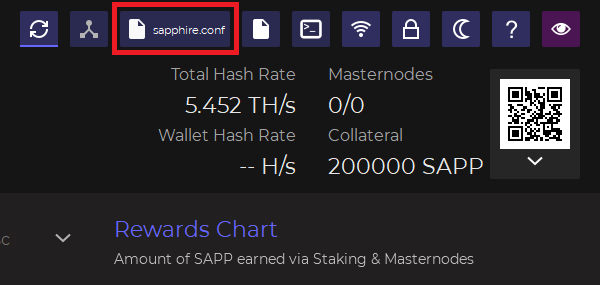 sapphire.conf
?
Total Hash Rate
5.452 TH/s
Wallet Hash Rate
-- H/s
Masternodes
0/0
Collateral
200000 SAPP
Rewards Chart
Amount of SAPP earned via Staking & Masternodes